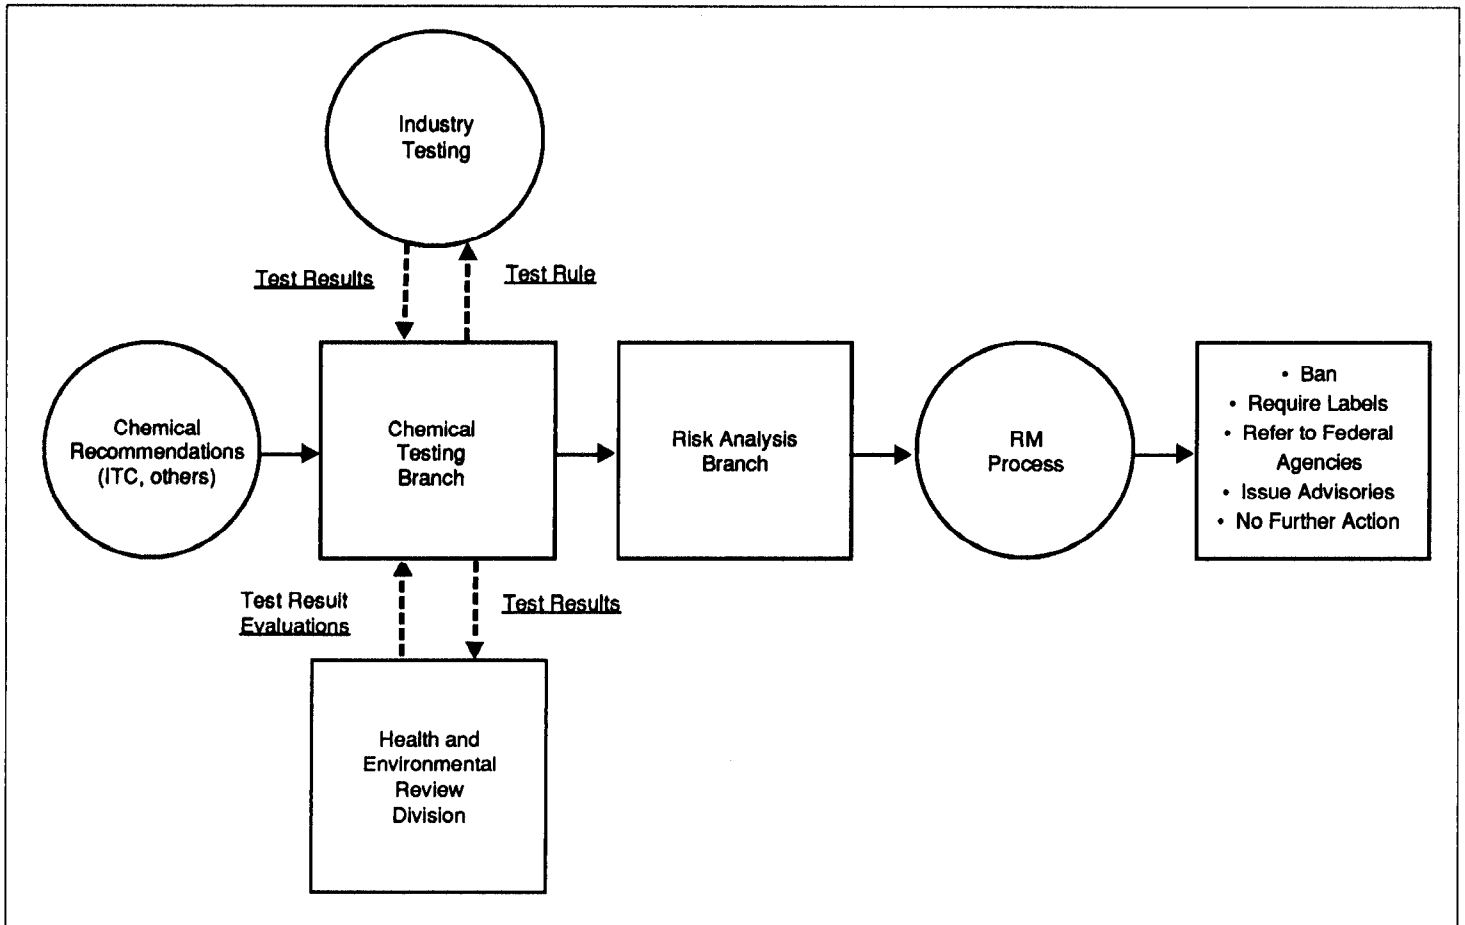 Industry
Testing
Test Results
Test Rule
Chemical
Recommendations
(ITC, others)
Chemical
Testing
Branch
Risk Analysis
Branch
RM
Process
• Ban
• Require Labels
• Refer to Federal
Agencies
• Issue Advisories
• No Further Action
Test Result
Evaluations
Test Results
Health and
Environmental
Review
Division